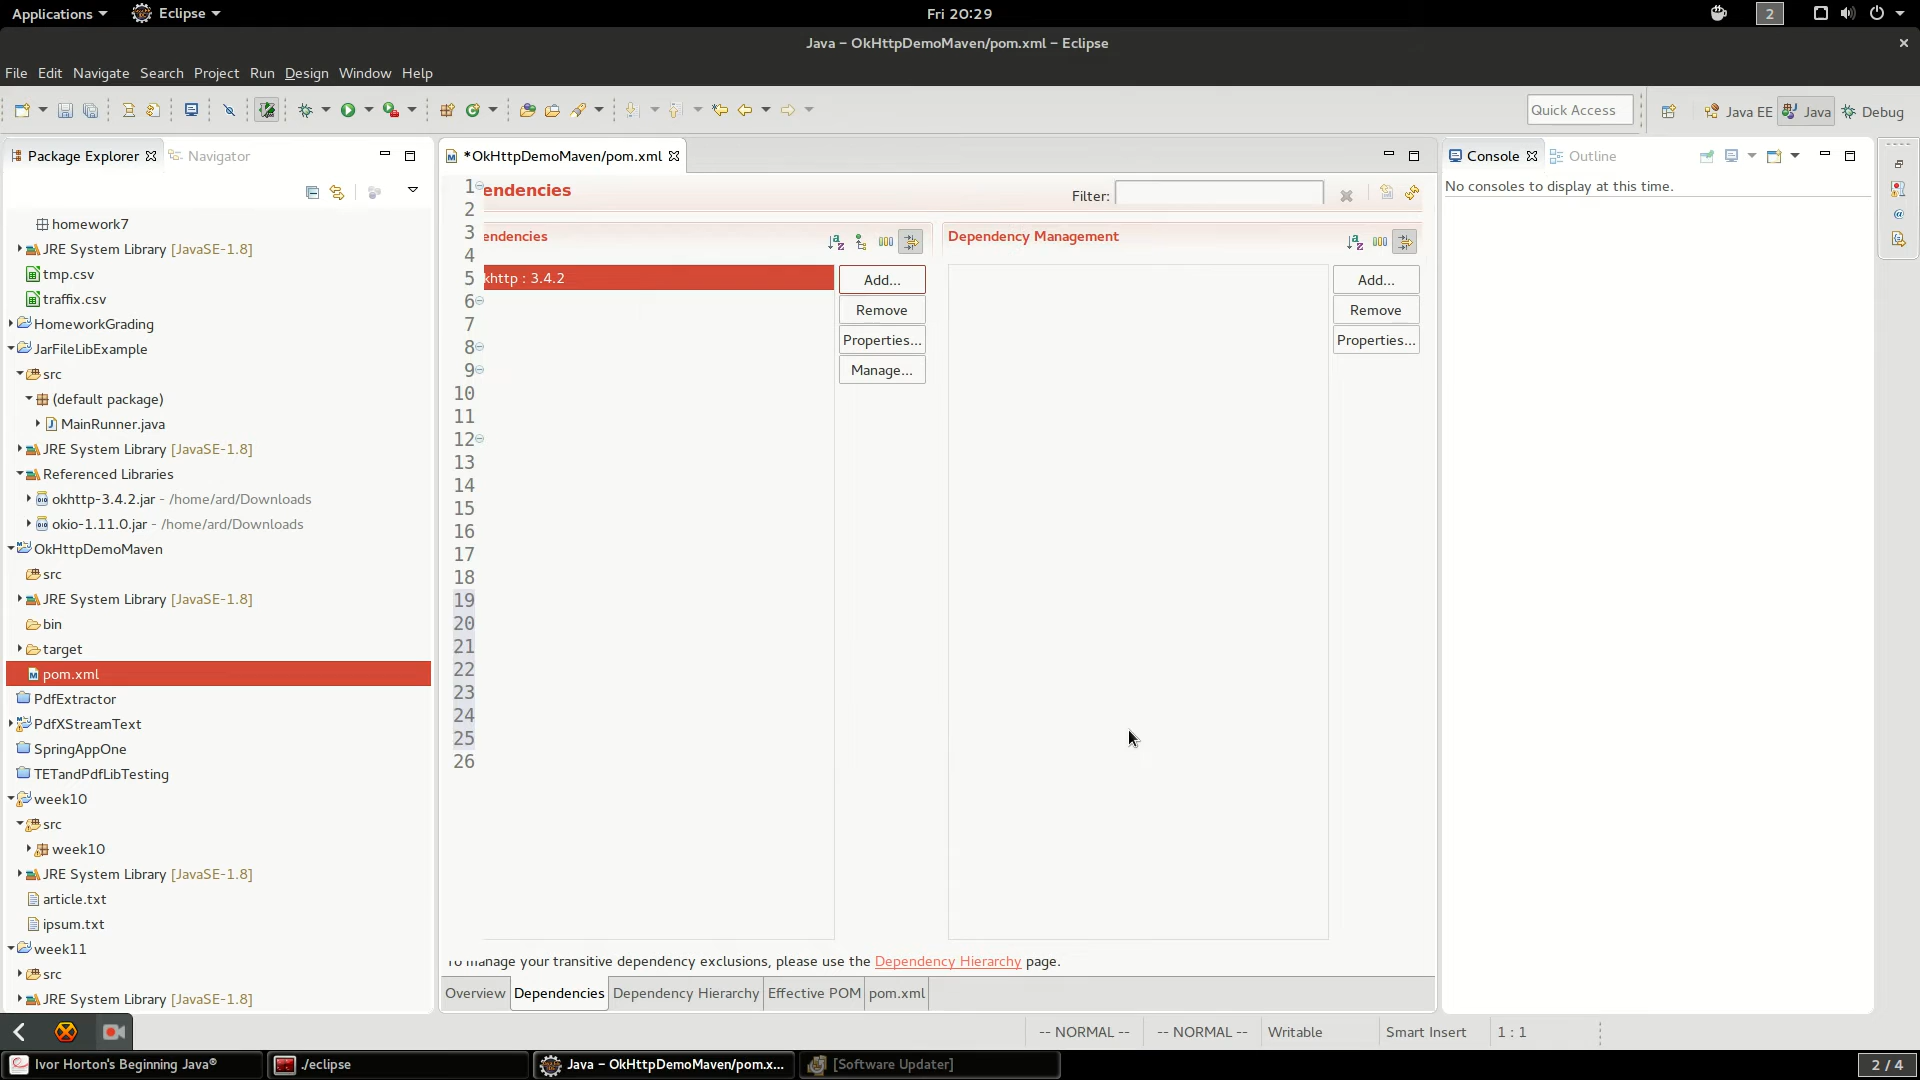 Applications
Eclipse
Fri 20:29
2
Java – OkHttpDemoMaven/pom.xml – Eclipse
File Edit Navigate Search Project Run Design Window Help
Quick Access
Java EE
Java
Debug
Package Explorer
Navigator
homework7
JRE System Library [JavaSE-1.8]
tmp.csv
traffix.csv
HomeworkGrading
JarFileLibExample
src
(default package)
MainRunner.java
JRE System Library [JavaSE-1.8]
Referenced Libraries
okhttp-3.4.2.jar - /home/ard/Downloads
okio-1.11.0.jar - /home/ard/Downloads
OkHttpDemoMaven
src
JRE System Library [JavaSE-1.8]
bin
target
pom.xml
PdfExtractor
PdfXStreamText
SpringAppOne
TETandPdfLibTesting
week10
src
week10
JRE System Library [JavaSE-1.8]
article.txt
ipsum.txt
week11
src
JRE System Library [JavaSE-1.8]
*OkHttpDemoMaven/pom.xml
1
2
3
4
5
6
7
8
9
10
11
12
13
14
15
16
17
18
19
20
21
22
23
24
25
26
endencies
Filter:
endencies
khttp : 3.4.2
Add...
Remove
Properties...
Manage...
Dependency Management
Add...
Remove
Properties...
To manage your transitive dependency exclusions, please use the Dependency Hierarchy page.
Overview
Dependencies
Dependency Hierarchy
Effective POM
pom.xml
Console
Outline
No consoles to display at this time.
-- NORMAL --
-- NORMAL --
Writable
Smart Insert
1 : 1
Ivor Horton's Beginning Java®
./eclipse
Java – OkHttpDemoMaven/pom.x...
[Software Updater]
2 / 4